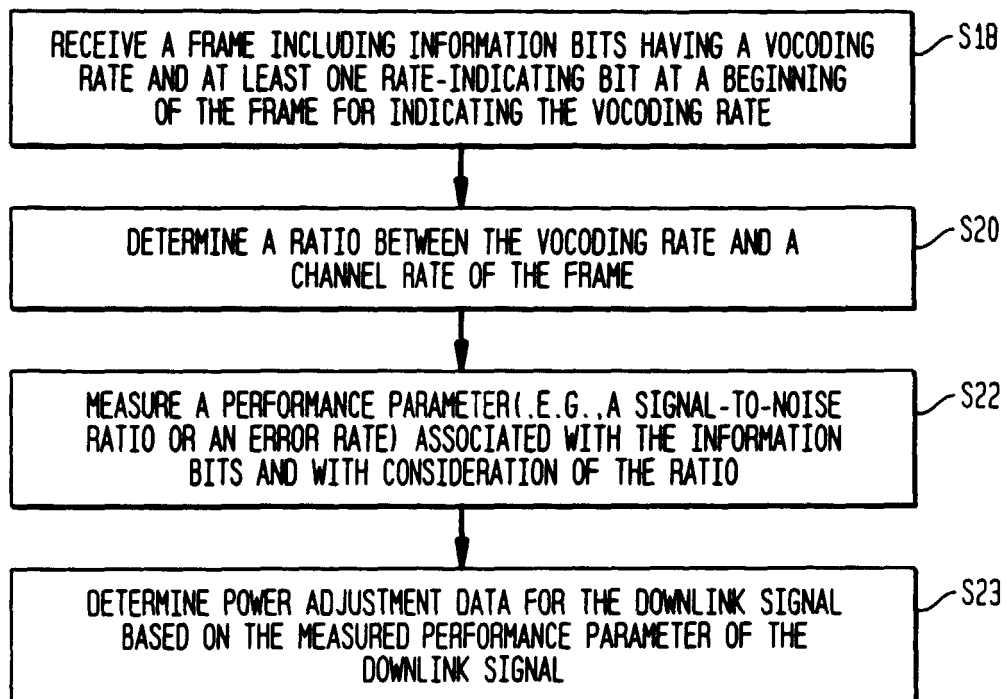 RECEIVE A FRAME INCLUDING INFORMATION BITS HAVING A VOCODING
RATE AND AT LEAST ONE RATE-INDICATING BIT AT A BEGINNING
OF THE FRAME FOR INDICATING THE VOCODING RATE
S18
DETERMINE A RATIO BETWEEN THE VOCODING RATE AND A
CHANNEL RATE OF THE FRAME
S20
MEASURE A PERFORMANCE PARAMETER(.E.G.,A SIGNAL-TO-NOISE
RATIO OR AN ERROR RATE) ASSOCIATED WITH THE INFORMATION
BITS AND WITH CONSIDERATION OF THE RATIO
S22
DETERMINE POWER ADJUSTMENT DATA FOR THE DOWNLINK SIGNAL
BASED ON THE MEASURED PERFORMANCE PARAMETER OF THE
DOWNLINK SIGNAL
S23